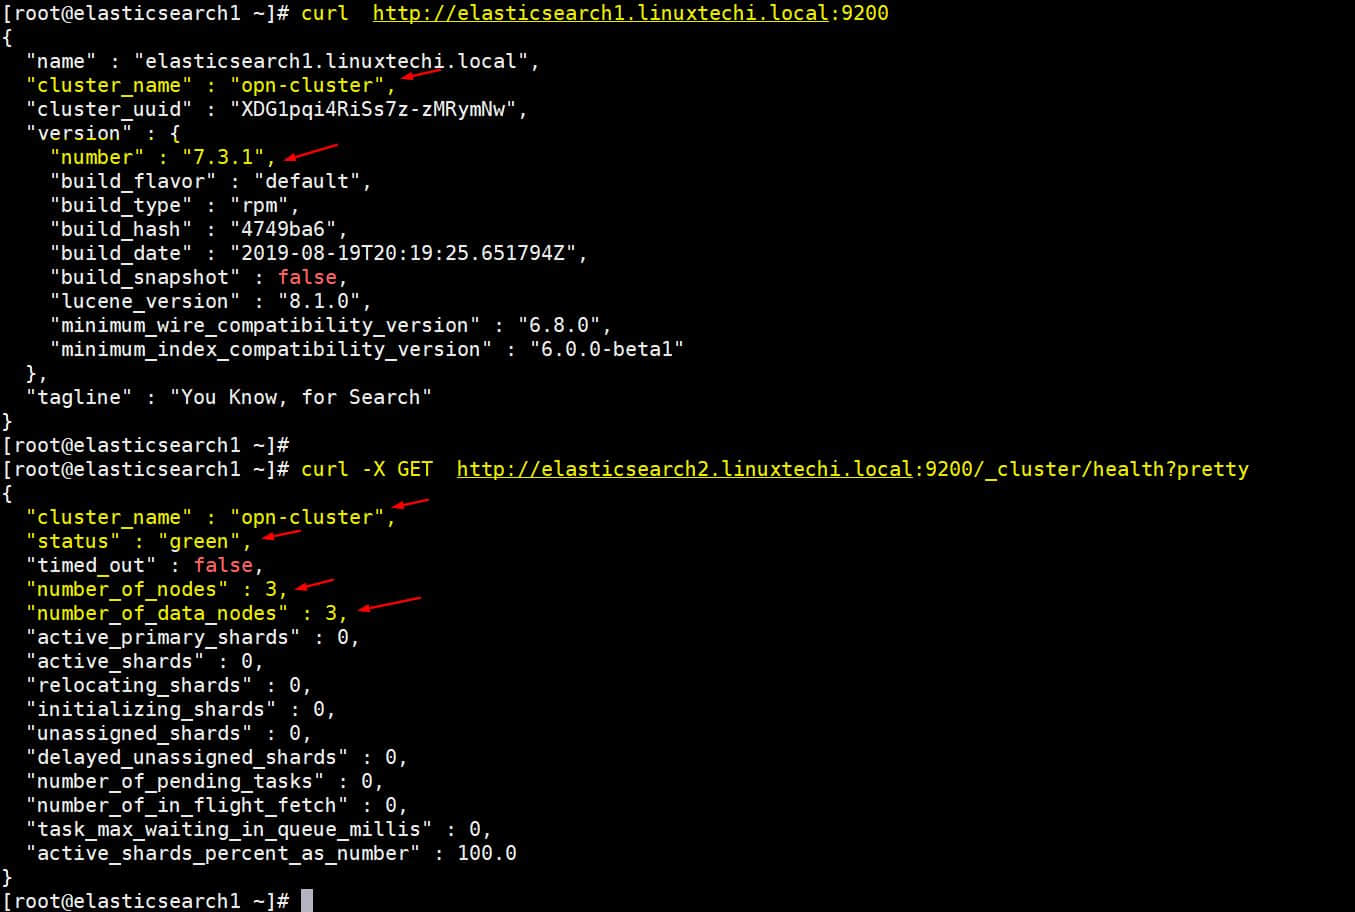 [root@elasticsearch1 ~]# curl  http://elasticsearch1.linuxtechi.local:9200
{
  "name" : "elasticsearch1.linuxtechi.local",
  "cluster_name" : "opn-cluster",
  "cluster_uuid" : "XDG1pqi4RiSs7z-zMRymNw",
  "version" : {
    "number" : "7.3.1",
    "build_flavor" : "default",
    "build_type" : "rpm",
    "build_hash" : "4749ba6",
    "build_date" : "2019-08-19T20:19:25.651794Z",
    "build_snapshot" : false,
    "lucene_version" : "8.1.0",
    "minimum_wire_compatibility_version" : "6.8.0",
    "minimum_index_compatibility_version" : "6.0.0-beta1"
  },
  "tagline" : "You Know, for Search"
}
[root@elasticsearch1 ~]#
[root@elasticsearch1 ~]# curl -X GET  http://elasticsearch2.linuxtechi.local:9200/_cluster/health?pretty
{
  "cluster_name" : "opn-cluster",
  "status" : "green",
  "timed_out" : false,
  "number_of_nodes" : 3,
  "number_of_data_nodes" : 3,
  "active_primary_shards" : 0,
  "active_shards" : 0,
  "relocating_shards" : 0,
  "initializing_shards" : 0,
  "unassigned_shards" : 0,
  "delayed_unassigned_shards" : 0,
  "number_of_pending_tasks" : 0,
  "number_of_in_flight_fetch" : 0,
  "task_max_waiting_in_queue_millis" : 0,
  "active_shards_percent_as_number" : 100.0
}
[root@elasticsearch1 ~]#